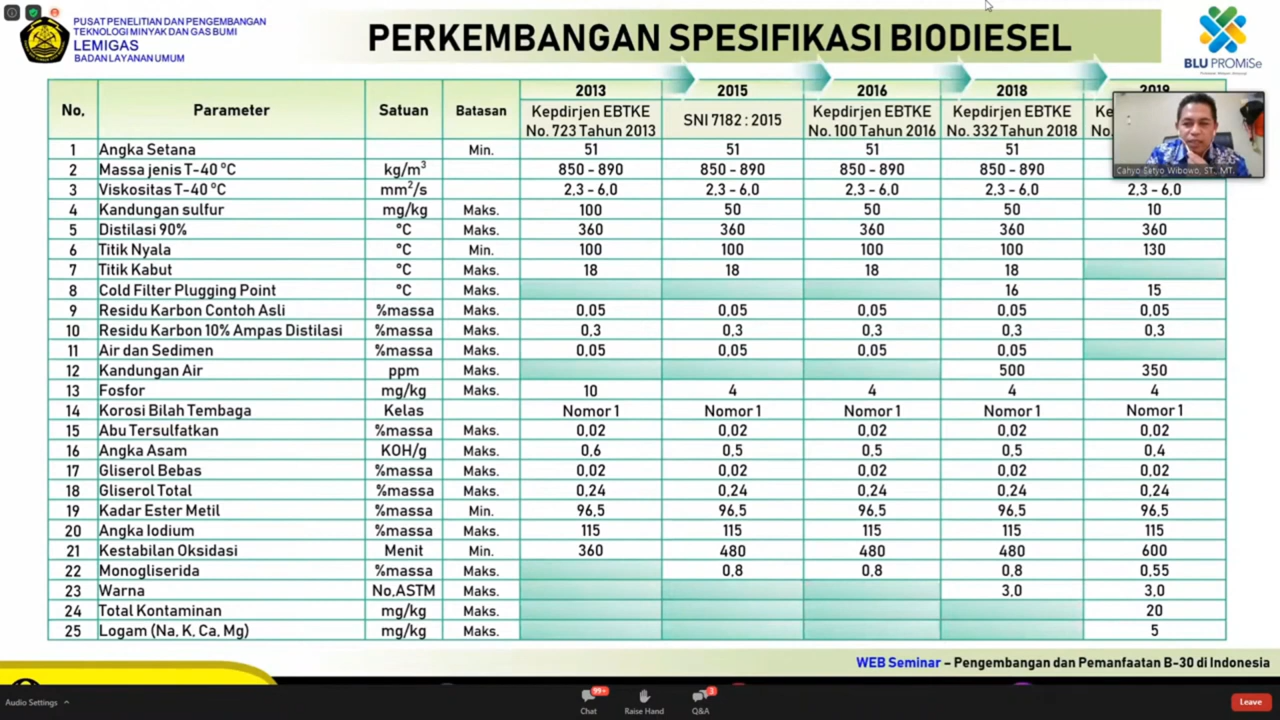 PUSAT PENELITIAN DAN PENGEMBANGAN
TEKNOLOGI MINYAK DAN GAS BUMI
LEMIGAS
BADAN LAYANAN UMUM
PERKEMBANGAN SPESIFIKASI BIODIESEL
BLU PROMiSe
No. Parameter Satuan Batasan 2013 2015 2016 2018 2019
Kepdirjen EBTKE No. 723 Tahun 2013 SNI 7182 : 2015 Kepdirjen EBTKE No. 100 Tahun 2016 Kepdirjen EBTKE No. 332 Tahun 2018
1 Angka Setana Min. 51 51 51 51
2 Massa jenis T-40 ºC kg/m³ 850 - 890 850 - 890 850 - 890 850 - 890
3 Viskositas T-40 ºC mm²/s 2,3 - 6,0 2,3 - 6,0 2,3 - 6,0 2,3 - 6,0 2,3 - 6,0
4 Kandungan sulfur mg/kg Maks. 100 50 50 50 10
5 Distilasi 90% ºC Maks. 360 360 360 360 360
6 Titik Nyala ºC Min. 100 100 100 100 130
7 Titik Kabut ºC Maks. 18 18 18 18
8 Cold Filter Plugging Point ºC Maks. 16 15
9 Residu Karbon Contoh Asli %massa Maks. 0,05 0,05 0,05 0,05 0,05
10 Residu Karbon 10% Ampas Distilasi %massa Maks. 0,3 0,3 0,3 0,3 0,3
11 Air dan Sedimen %massa Maks. 0,05 0,05 0,05 0,05
12 Kandungan Air ppm Maks. 500 350
13 Fosfor mg/kg Maks. 10 4 4 4 4
14 Korosi Bilah Tembaga Kelas Nomor 1 Nomor 1 Nomor 1 Nomor 1 Nomor 1
15 Abu Tersulfatkan %massa Maks. 0,02 0,02 0,02 0,02 0,02
16 Angka Asam KOH/g Maks. 0,6 0,5 0,5 0,5 0,4
17 Gliserol Bebas %massa Maks. 0,02 0,02 0,02 0,02 0,02
18 Gliserol Total %massa Maks. 0,24 0,24 0,24 0,24 0,24
19 Kadar Ester Metil %massa Min. 96,5 96,5 96,5 96,5 96,5
20 Angka Iodium %massa Maks. 115 115 115 115 115
21 Kestabilan Oksidasi Menit Min. 360 480 480 480 600
22 Monogliserida %massa Maks. 0,8 0,8 0,8 0,55
23 Warna No,ASTM Maks. 3,0 3,0
24 Total Kontaminan mg/kg Maks. 20
25 Logam (Na, K, Ca, Mg) mg/kg Maks. 5
Cahyo Setyo Wibowo, ST., MT.
WEB Seminar – Pengembangan dan Pemanfaatan B-30 di Indonesia
Audio Settings
99+
Chat
Raise Hand
3
Q&A
Leave